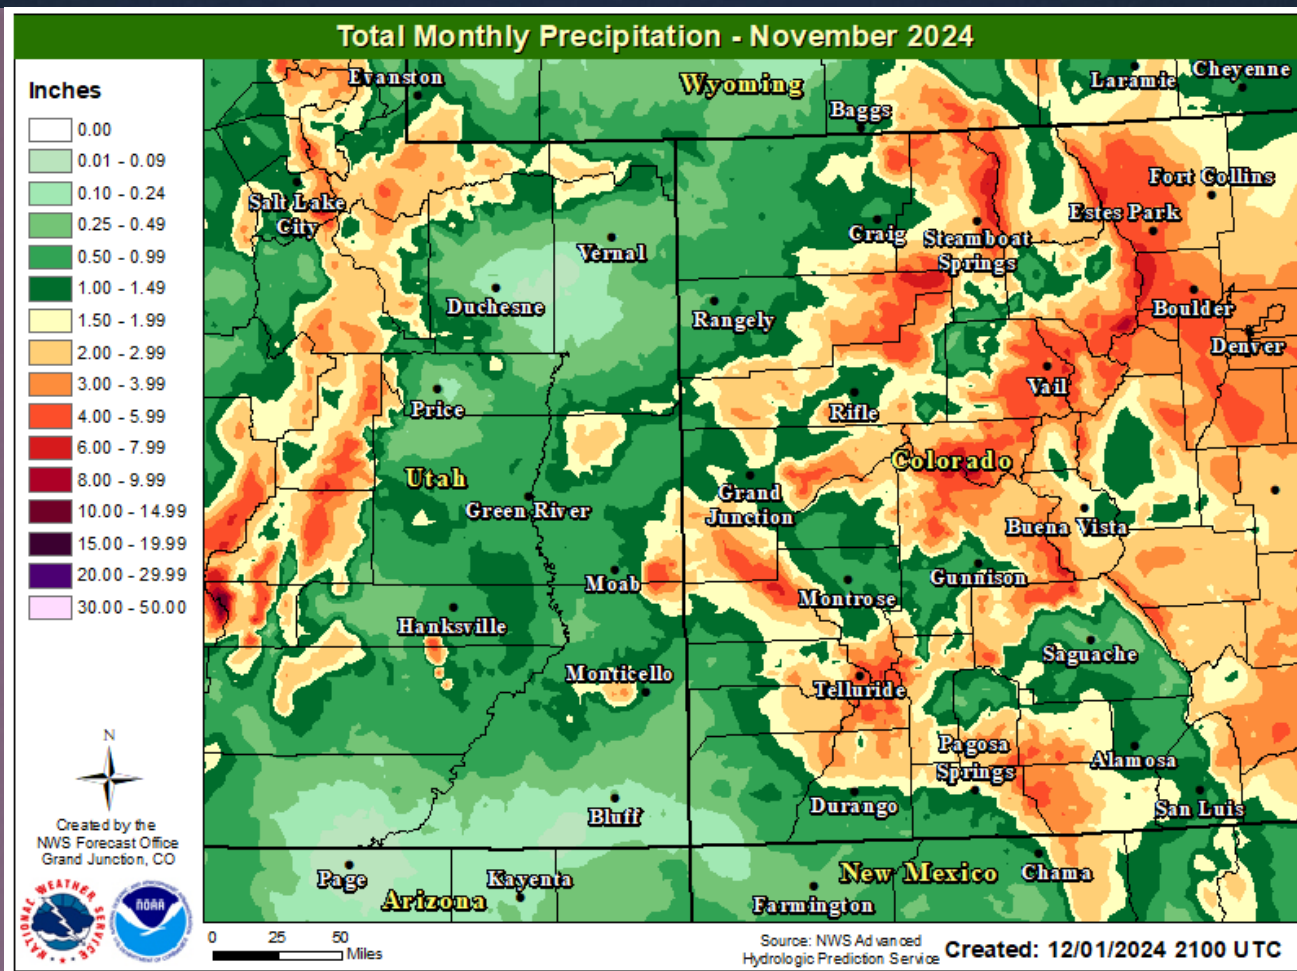 Total Monthly Precipitation - November 2024
Inches
0.00
0.01 - 0.09
0.10 - 0.24
0.25 - 0.49
0.50 - 0.99
1.00 - 1.49
1.50 - 1.99
2.00 - 2.99
3.00 - 3.99
4.00 - 5.99
6.00 - 7.99
8.00 - 9.99
10.00 - 14.99
15.00 - 19.99
20.00 - 29.99
30.00 - 50.00
N
Created by the
NWS Forecast Office
Grand Junction, CO
NATIONAL WEATHER SERVICE
NOAA
Evanston
Wyoming
Laramie
Cheyenne
Baggs
Salt Lake
City
Vernal
Craig
Steamboat
Springs
Fort Collins
Estes Park
Duchesne
Rangely
Boulder
Denver
Price
Rifle
Vail
Utah
Colorado
Green River
Grand
Junction
Buena Vista
Moab
Montrose
Gunnison
Hanksville
Monticello
Telluride
Saguache
Pagosa
Springs
Alamosa
Bluff
Durango
San Luis
Page
Kayenta
Arizona
New Mexico
Chama
Farmington
0 25 50
Miles
Source: NWS Advanced
Hydrologic Prediction Service
Created: 12/01/2024 2100 UTC